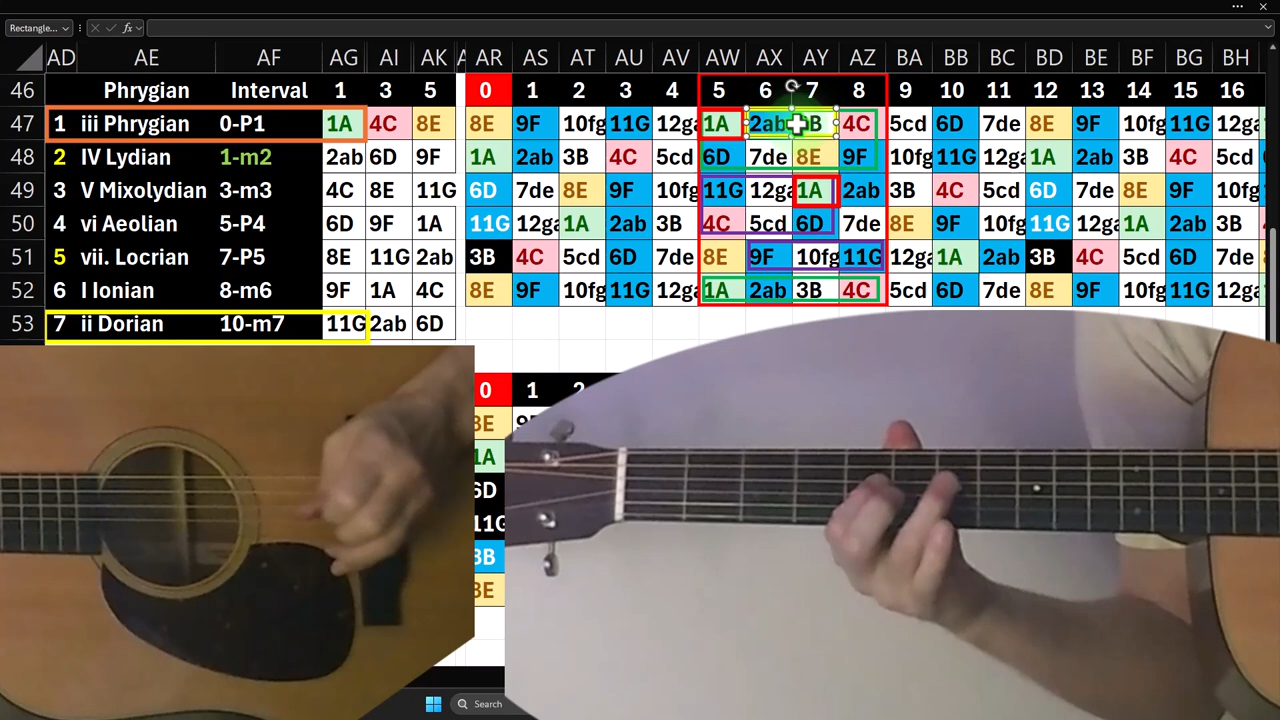 Rectangle... fx
AD AE AF AG AI AK AR AS AT AU AV AW AX AY AZ BA BB BC BD BE BF BG BH
46 Phrygian Interval 1 3 5 0 1 2 3 4 5 6 7 8 9 10 11 12 13 14 15 16
47 1 iii Phrygian 0-P1 1A 4C 8E 8E 9F 10fg 11G 12ga 1A 2ab 3B 4C 5cd 6D 7de 8E 9F 10fg 11G 12ga
48 2 IV Lydian 1-m2 2ab 6D 9F 1A 2ab 3B 4C 5cd 6D 7de 8E 9F 10fg 11G 12ga 1A 2ab 3B 4C 5cd
49 3 V Mixolydian 3-m3 4C 8E 11G 6D 7de 8E 9F 10fg 11G 12ga 1A 2ab 3B 4C 5cd 6D 7de 8E 9F 10fg
50 4 vi Aeolian 5-P4 6D 9F 1A 11G 12ga 1A 2ab 3B 4C 5cd 6D 7de 8E 9F 10fg 11G 12ga 1A 2ab 3B
51 5 vii. Locrian 7-P5 8E 11G 2ab 3B 4C 5cd 6D 7de 8E 9F 10fg 11G 12ga 1A 2ab 3B 4C 5cd 6D 7de
52 6 I Ionian 8-m6 9F 1A 4C 8E 9F 10fg 11G 12ga 1A 2ab 3B 4C 5cd 6D 7de 8E 9F 10fg 11G 12ga
53 7 ii Dorian 10-m7 11G 2ab 6D
0 1 2
8E
1A
6D
11G
3B
8E
Search